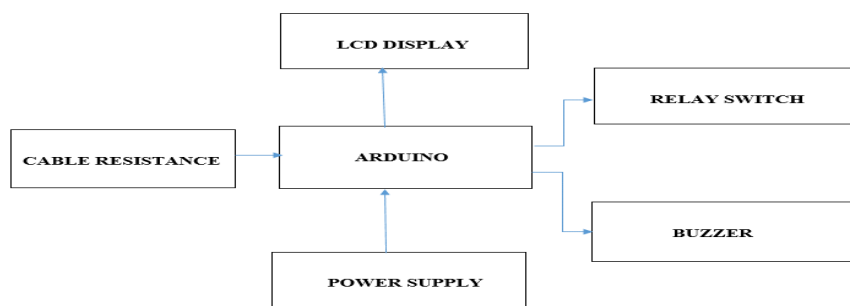 LCD DISPLAY
RELAY SWITCH
CABLE RESISTANCE
ARDUINO
BUZZER
POWER SUPPLY